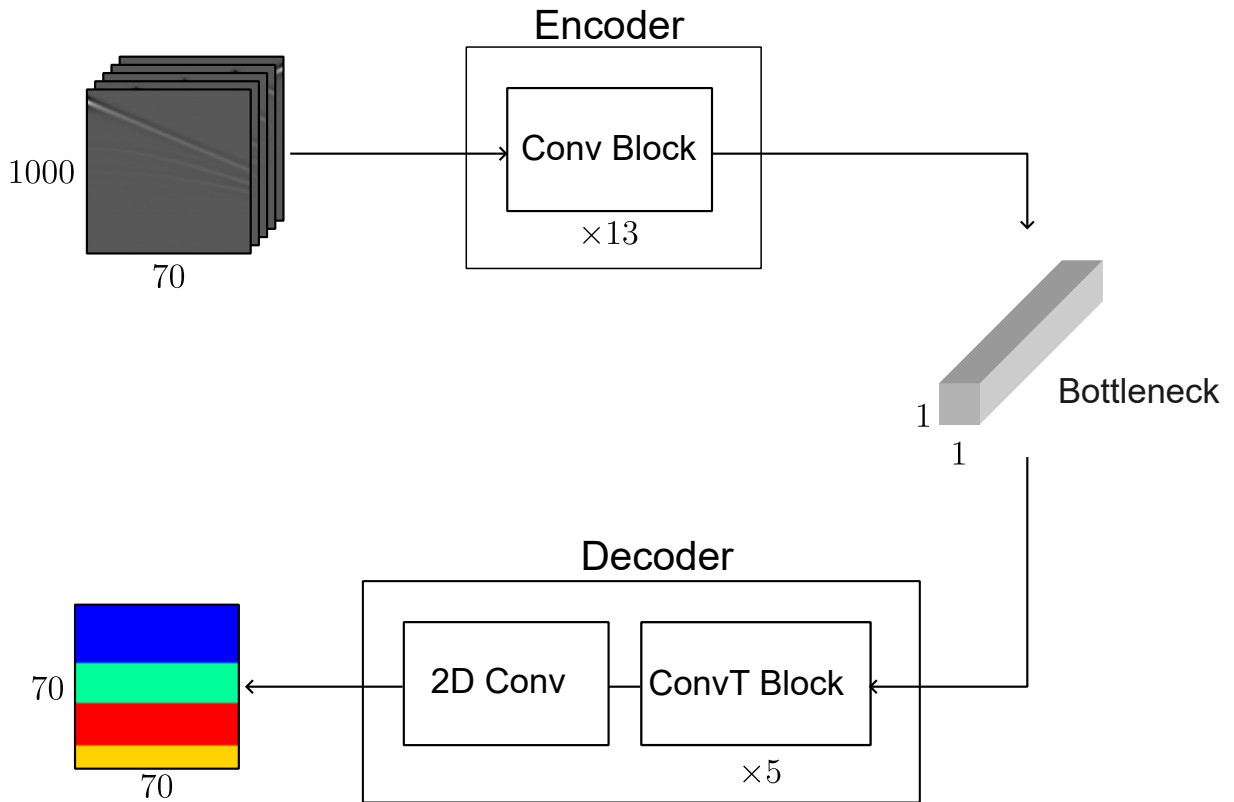 Encoder
Conv Block
×13
1000
70
Bottleneck
1
1
Decoder
2D Conv
ConvT Block
×5
70
70